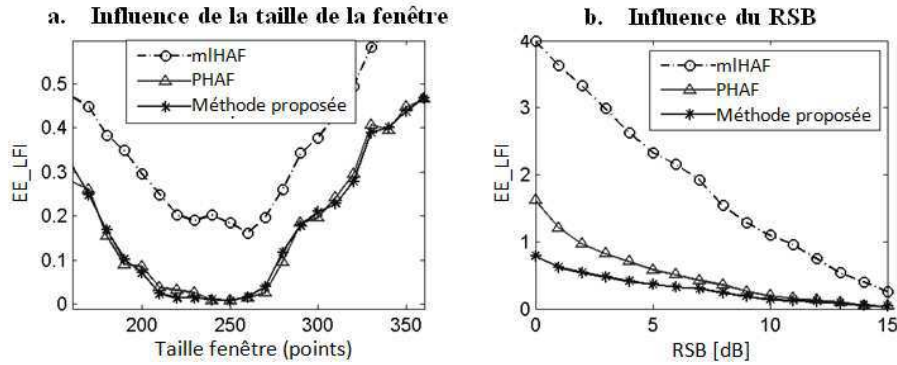 a. Influence de la taille de la fenêtre
EE_LFI
0.5
0.4
0.3
0.2
0.1
0
mlHAF
PHAF
Méthode proposée
200
250
300
350
Taille fenêtre (points)
b. Influence du RSB
EE_LFI
4
3
2
1
0
mlHAF
PHAF
Méthode proposée
0
5
10
15
RSB [dB]